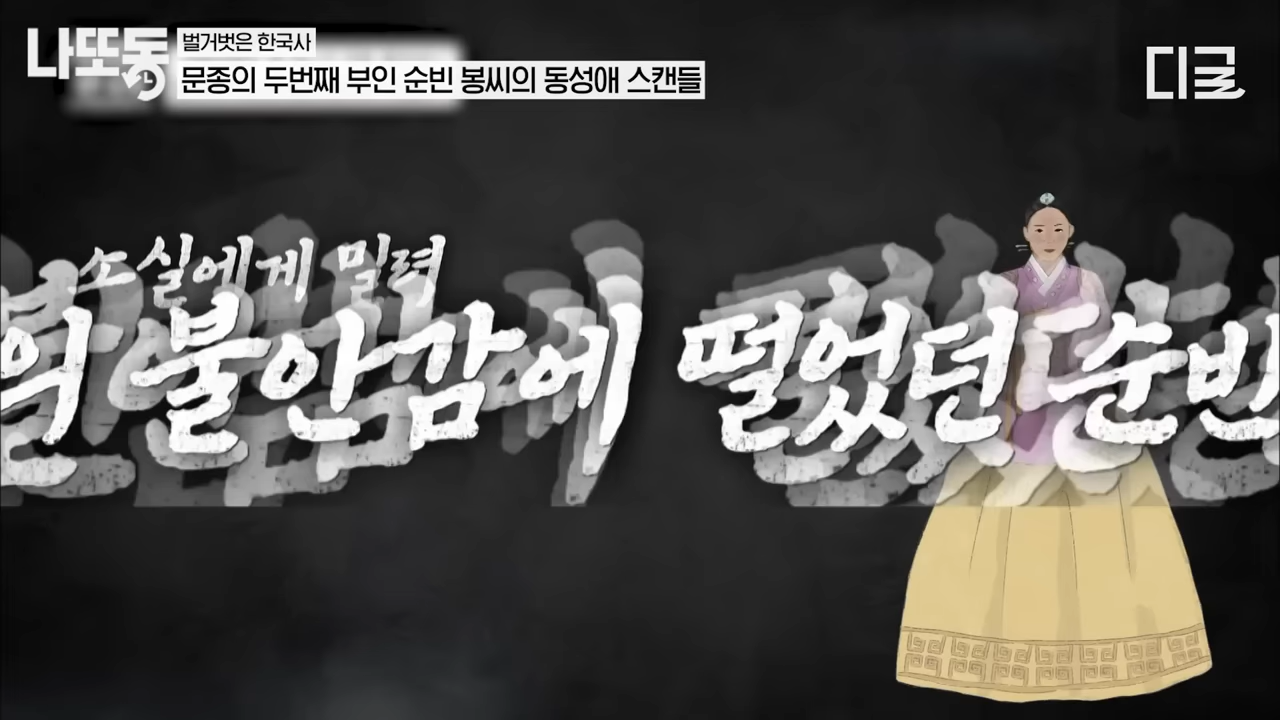 나또동
벌거벗은 한국사
문종의 두번째 부인 순빈 봉씨의 동성애 스캔들
디글
소실에게 밀려
의 불안감에 떨었던 순빈